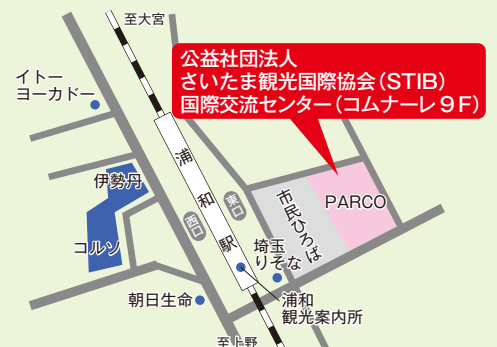 至大宮
公益社団法人
さいたま観光国際協会（STIB）
国際交流センター（コムナーレ９F）
イトー
ヨーカドー
浦和駅
伊勢丹
東口
西口
市民ひろば
PARCO
コルソ
埼玉
りそな
朝日生命
浦和
観光案内所
至上野